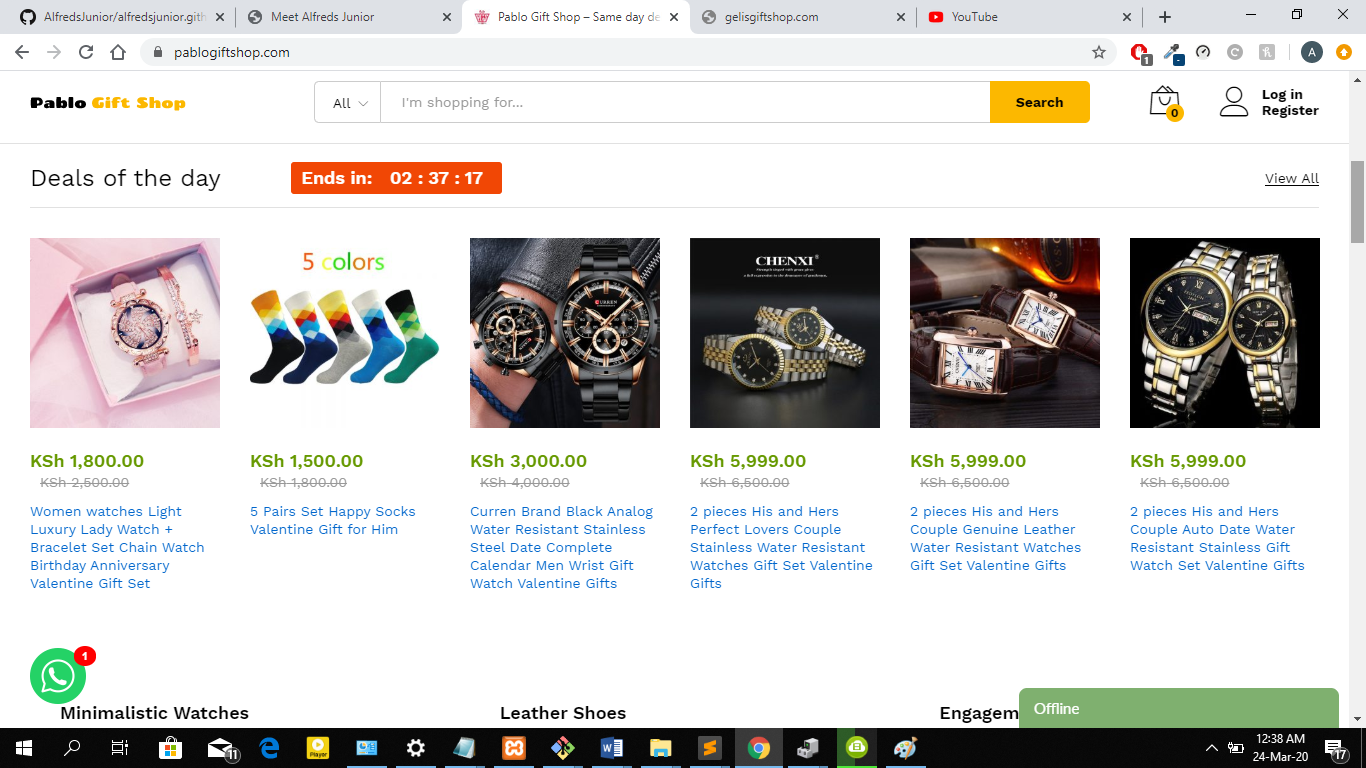 AlfredsJunior/alfredsjunior.gith
Meet Alfreds Junior
Pablo Gift Shop – Same day de
gelisgiftshop.com
YouTube
pablogiftshop.com
1
A
Pablo Gift Shop
All
I'm shopping for...
Search
0
Log in
Register
Deals of the day
Ends in: 02 : 37 : 17
View All
5 colors
CURREN
CHENXI®
KSh 1,800.00
KSh 2,500.00
Women watches Light
Luxury Lady Watch +
Bracelet Set Chain Watch
Birthday Anniversary
Valentine Gift Set
KSh 1,500.00
KSh 1,800.00
5 Pairs Set Happy Socks
Valentine Gift for Him
KSh 3,000.00
KSh 4,000.00
Curren Brand Black Analog
Water Resistant Stainless
Steel Date Complete
Calendar Men Wrist Gift
Watch Valentine Gifts
KSh 5,999.00
KSh 6,500.00
2 pieces His and Hers
Perfect Lovers Couple
Stainless Water Resistant
Watches Gift Set Valentine
Gifts
KSh 5,999.00
KSh 6,500.00
2 pieces His and Hers
Couple Genuine Leather
Water Resistant Watches
Gift Set Valentine Gifts
KSh 5,999.00
KSh 6,500.00
2 pieces His and Hers
Couple Auto Date Water
Resistant Stainless Gift
Watch Set Valentine Gifts
1
Minimalistic Watches
Leather Shoes
Engagem
Offline
11
Player
12:38 AM
24-Mar-20
17